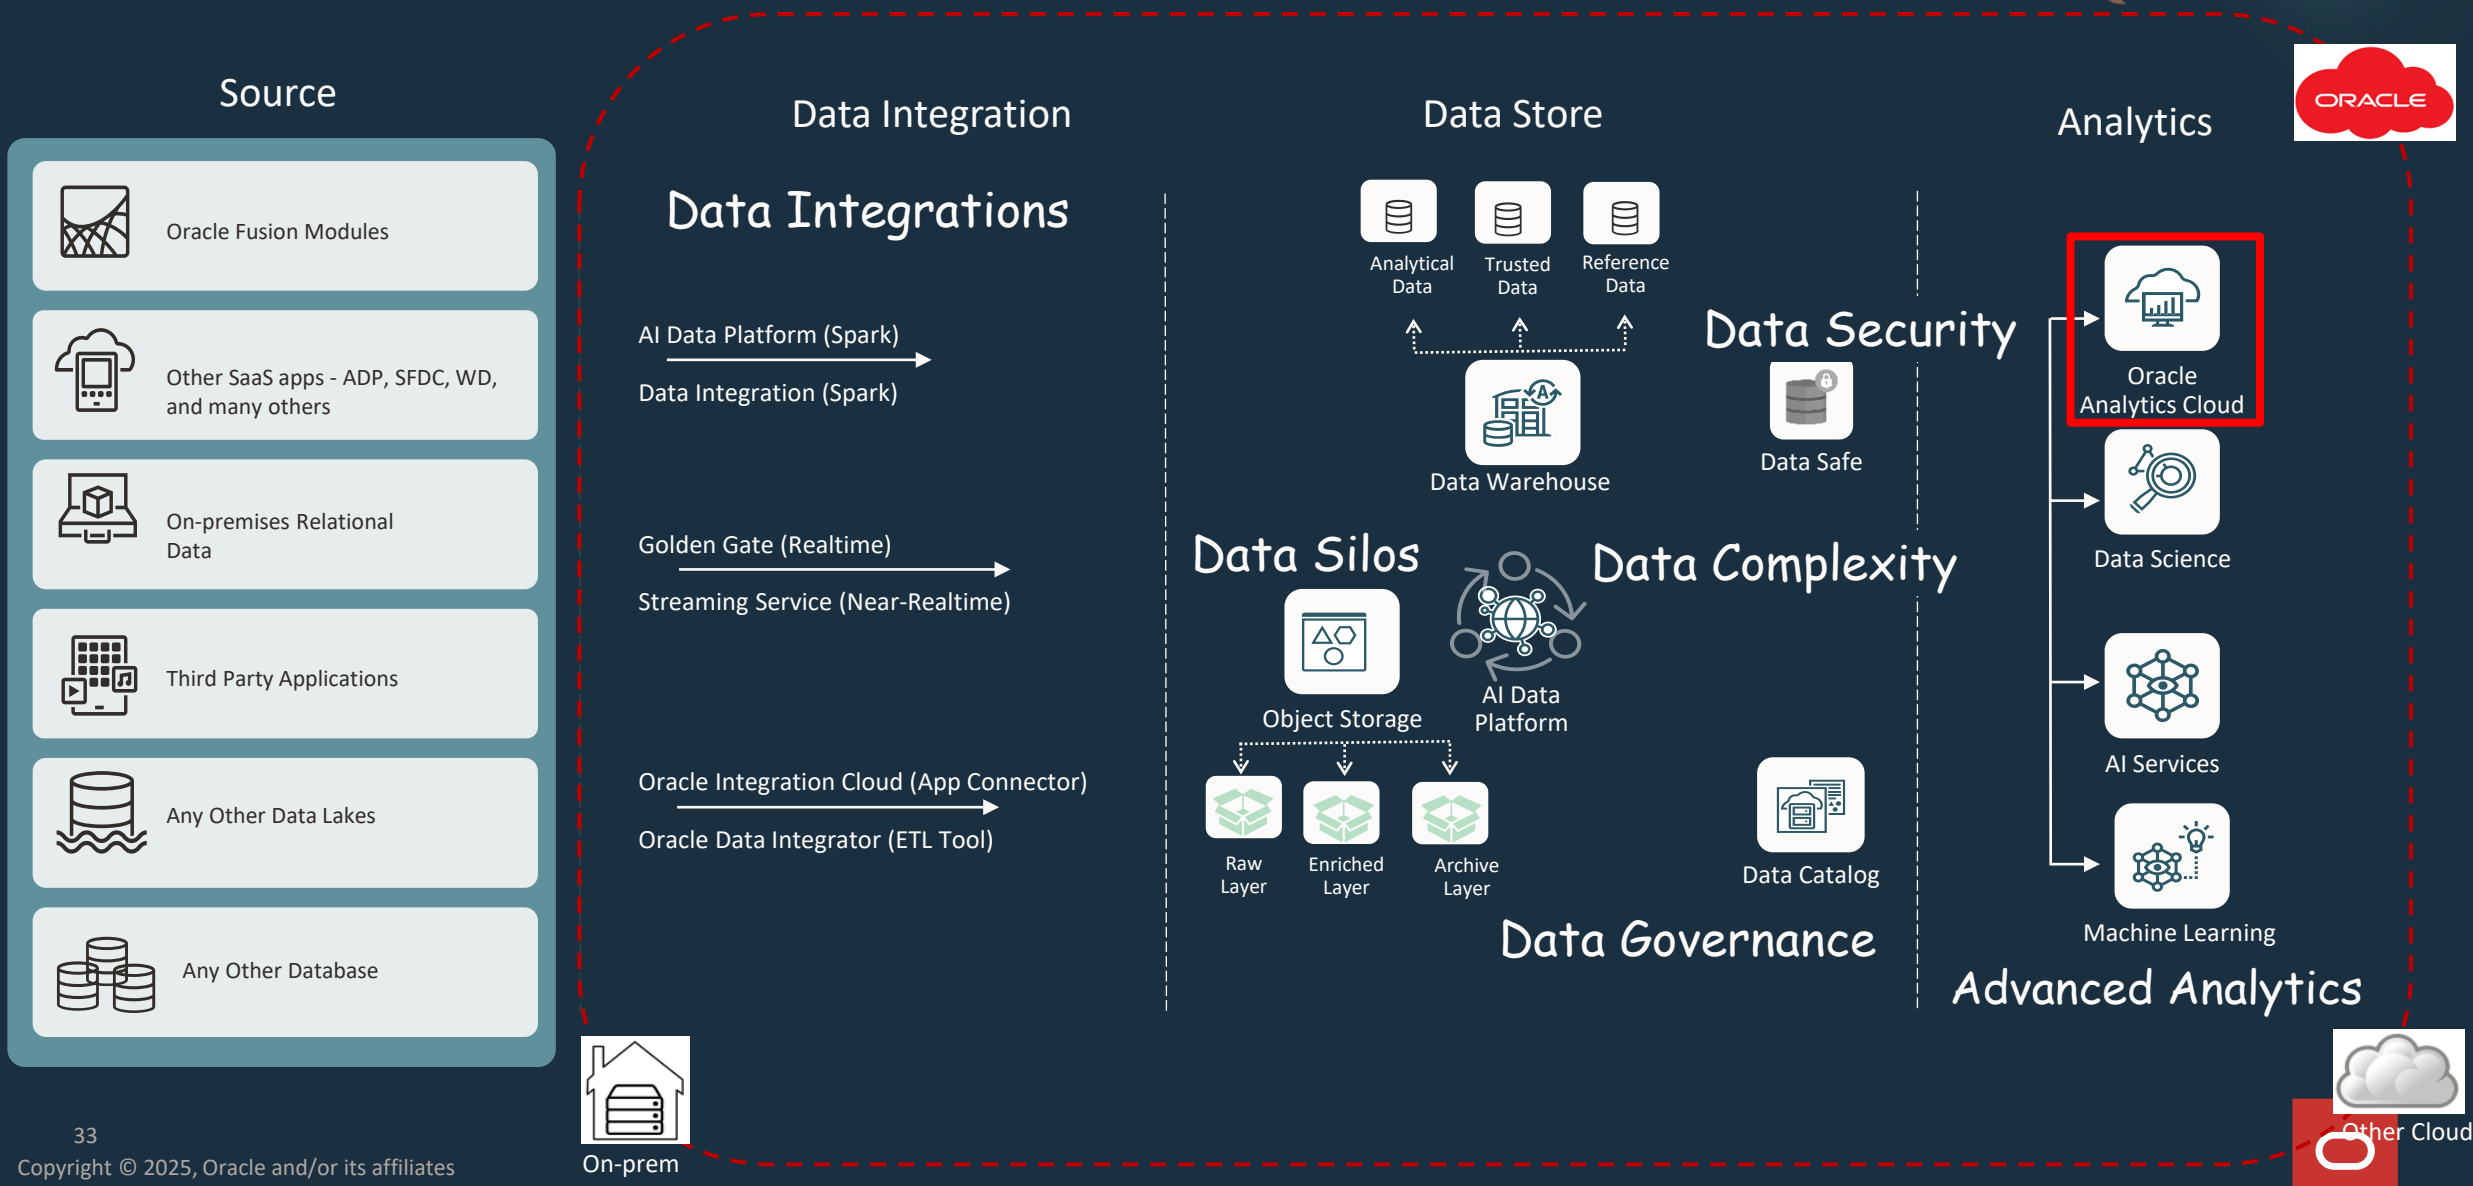 Source
Oracle Fusion Modules
Other SaaS apps - ADP, SFDC, WD,
and many others
On-premises Relational
Data
Third Party Applications
Any Other Data Lakes
Any Other Database
Data Integration
Data Integrations
AI Data Platform (Spark)
Data Integration (Spark)
Golden Gate (Realtime)
Streaming Service (Near-Realtime)
Oracle Integration Cloud (App Connector)
Oracle Data Integrator (ETL Tool)
Data Store
Analytical
Data
Trusted
Data
Reference
Data
Data Warehouse
A
Data Security
Data Safe
Data Silos
Data Complexity
Object Storage
AI Data
Platform
Raw
Layer
Enriched
Layer
Archive
Layer
Data Catalog
Data Governance
Analytics
ORACLE
Oracle
Analytics Cloud
Data Science
AI Services
Machine Learning
Advanced Analytics
On-prem
Other Cloud
33
Copyright © 2025, Oracle and/or its affiliates